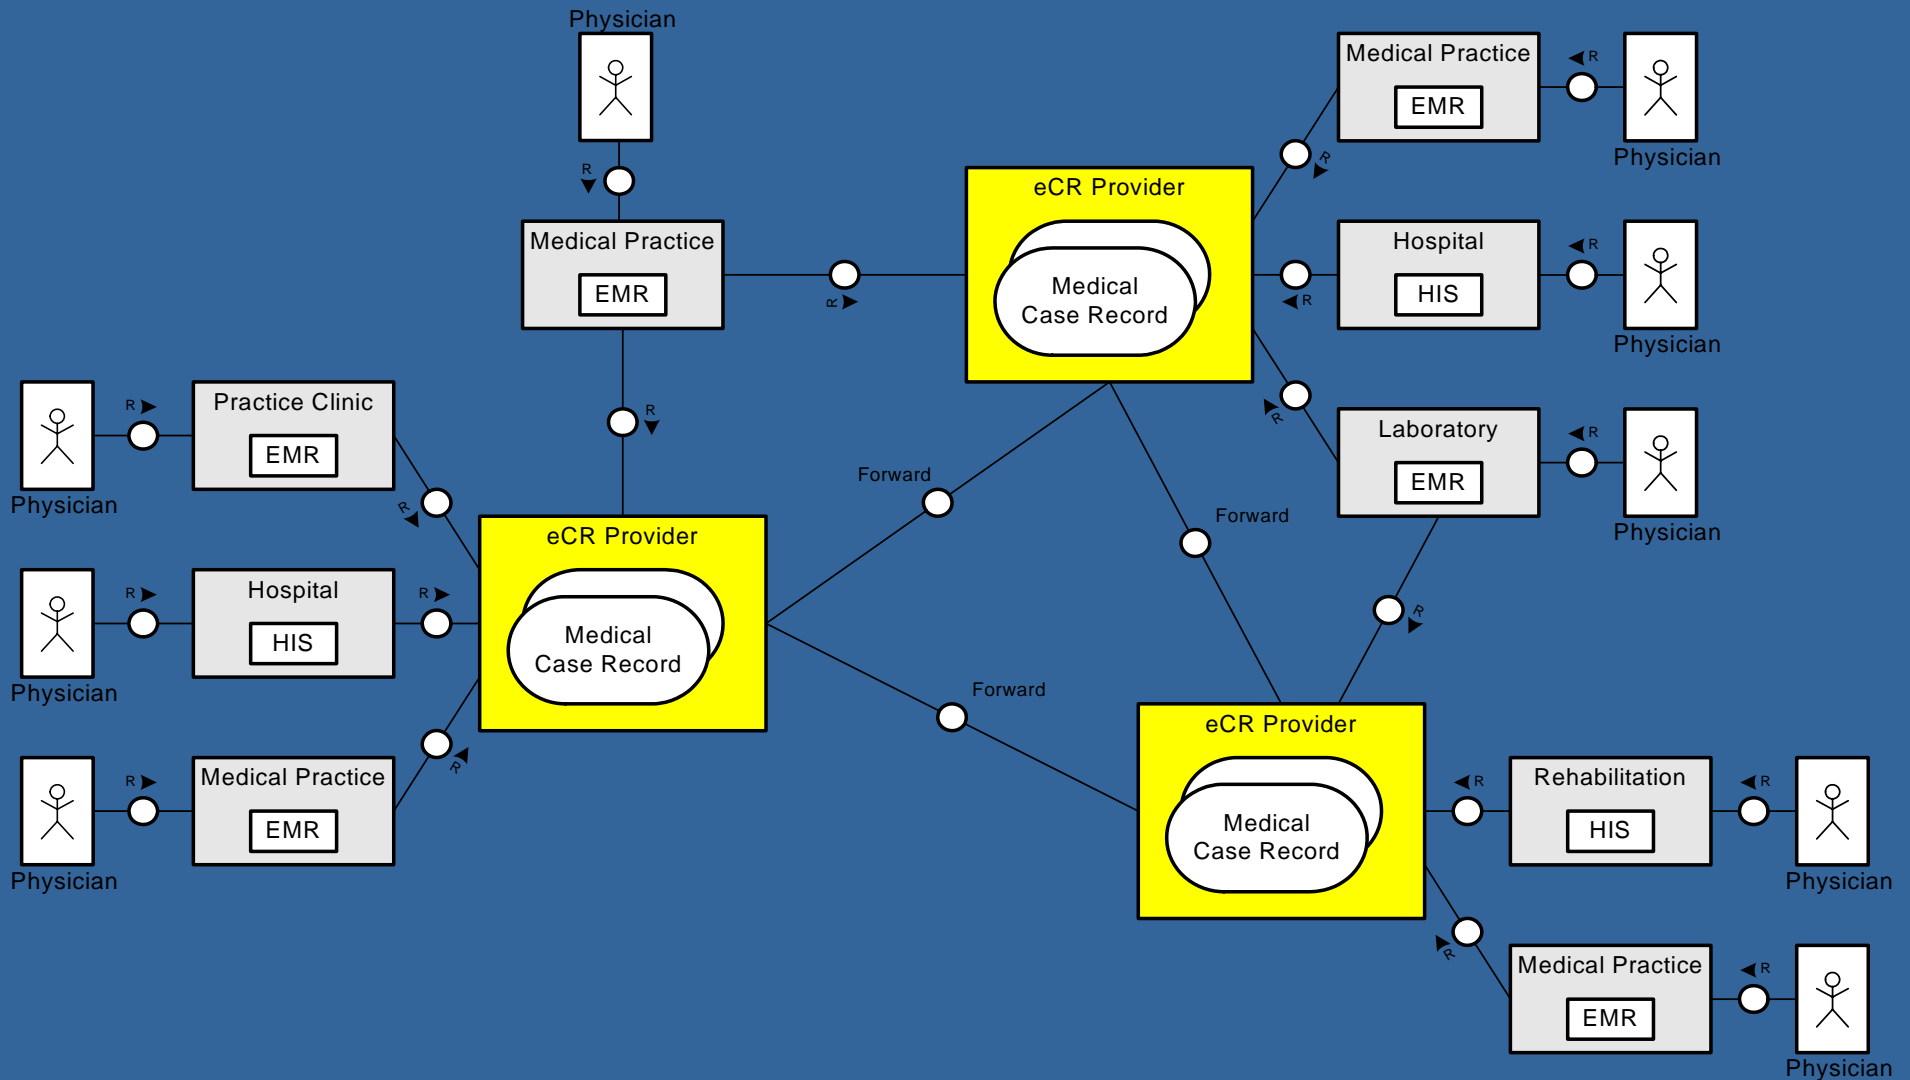 Physician
R
Medical Practice
EMR
R
R
Medical Practice
EMR
R
Physician
R
eCR Provider
Medical
Case Record
Hospital
HIS
R
Physician
R
Laboratory
EMR
R
Physician
R
R
Physician
R
Practice Clinic
EMR
R
Physician
R
Hospital
HIS
R
Physician
R
Medical Practice
EMR
R
eCR Provider
Medical
Case Record
Forward
Forward
Forward
eCR Provider
Medical
Case Record
Rehabilitation
HIS
R
R
Physician
Medical Practice
EMR
R
R
Physician